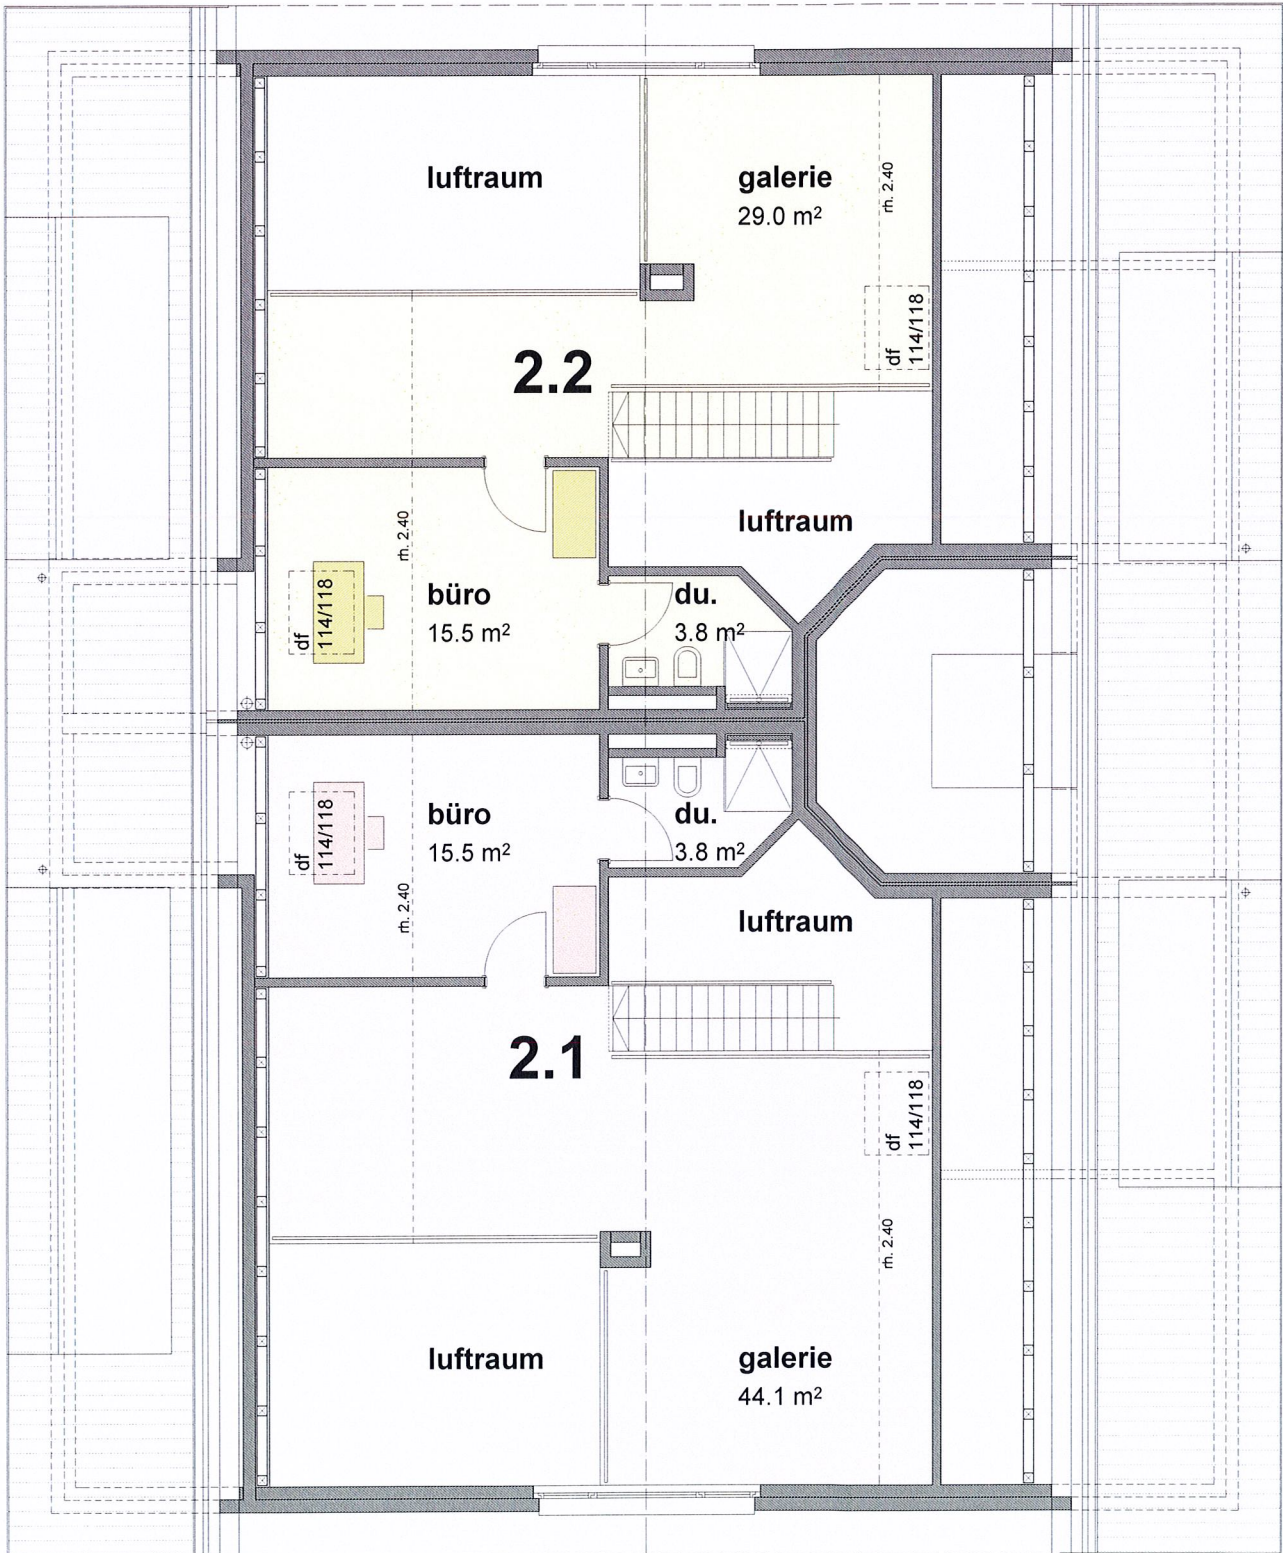 luftraum
galerie
29.0 m²
rh. 2.40
df
114/118
2.2
luftraum
rh. 2.40
büro
15.5 m²
df
114/118
du.
3.8 m²
büro
15.5 m²
df
114/118
du.
3.8 m²
rh. 2.40
luftraum
2.1
df
114/118
rh. 2.40
luftraum
galerie
44.1 m²